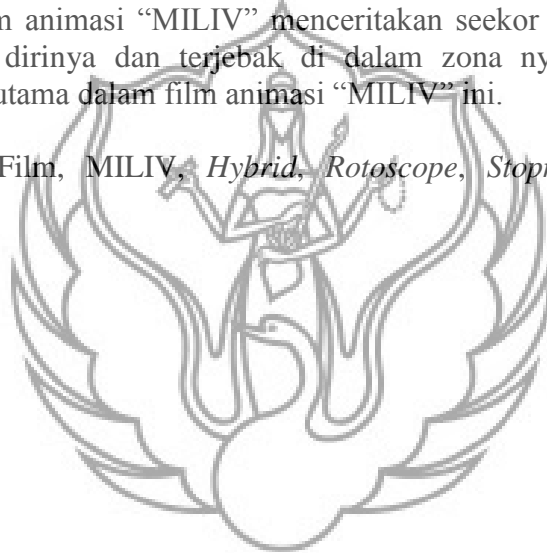 m animasi “MILIV” menceritakan seekor
dirinya dan terjebak di dalam zona ny
utama dalam film animasi “MILIV” ini.
Film, MILIV, Hybrid, Rotoscope, Stop